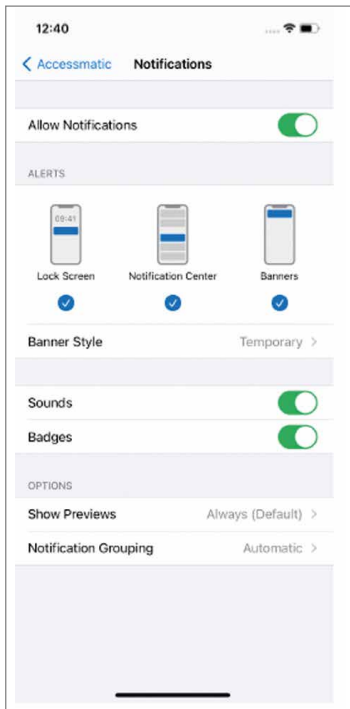 12:40
Accessmatic Notifications
Allow Notifications
ALERTS
09:41
Lock Screen Notification Center Banners
Banner Style Temporary
Sounds
Badges
OPTIONS
Show Previews Always (Default)
Notification Grouping Automatic